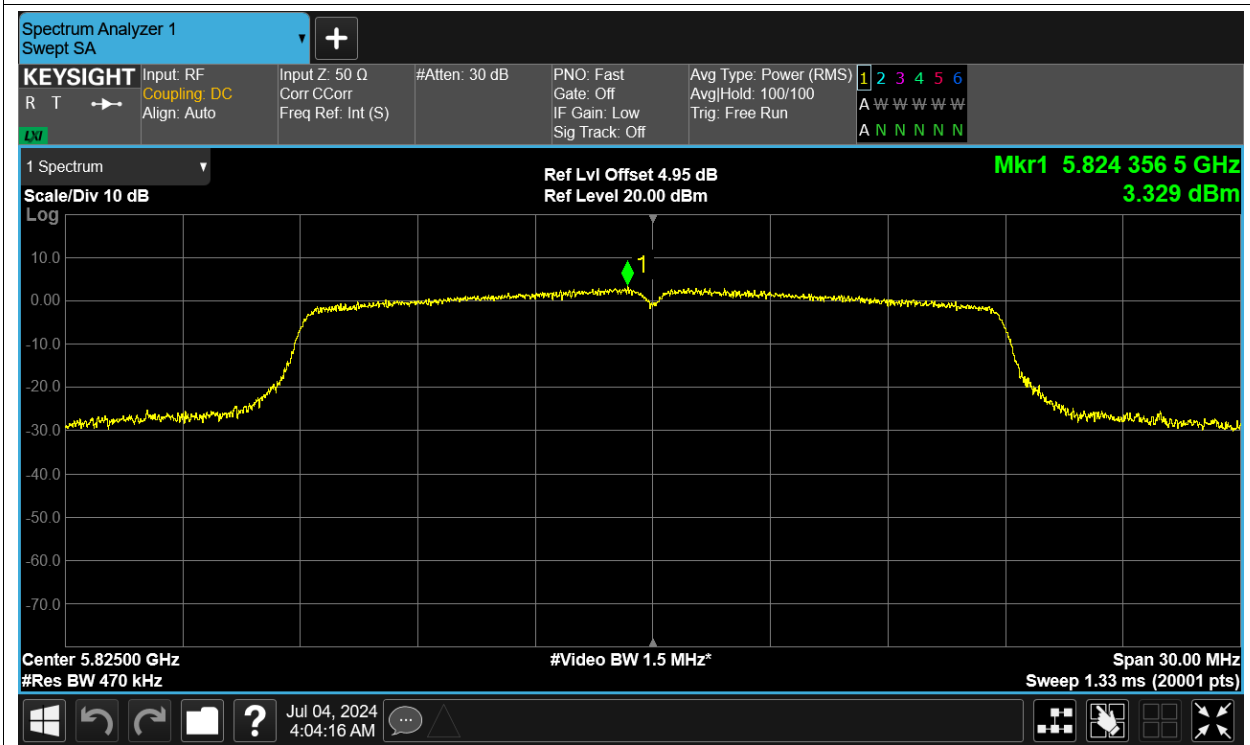 Spectrum Analyzer 1
Swept SA
+
KEYSIGHT Input: RF Input Z: 50 Ω #Atten: 30 dB PNO: Fast Avg Type: Power (RMS) 1 2 3 4 5 6
R T Coupling: DC Corr CCorr Gate: Off Avg|Hold: 100/100 A W W W W W
Align: Auto Freq Ref: Int (S) IF Gain: Low Trig: Free Run
LXI Sig Track: Off A N N N N N
1 Spectrum Ref Lvl Offset 4.95 dB Mkr1 5.824 356 5 GHz
Scale/Div 10 dB Ref Level 20.00 dBm 3.329 dBm
Log
10.0
1
0.00
-10.0
-20.0
-30.0
-40.0
-50.0
-60.0
-70.0
Center 5.82500 GHz #Video BW 1.5 MHz* Span 30.00 MHz
#Res BW 470 kHz Sweep 1.33 ms (20001 pts)
? Jul 04, 2024
4:04:16 AM